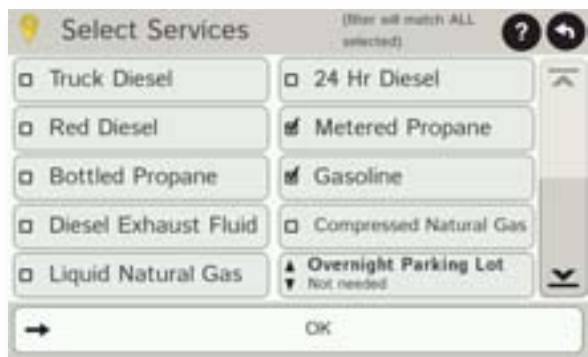 Select Services
(filter will match ALL
selected)
?
Truck Diesel
24 Hr Diesel
Red Diesel
Metered Propane
Bottled Propane
Gasoline
Diesel Exhaust Fluid
Compressed Natural Gas
Liquid Natural Gas
Overnight Parking Lot
Not needed
OK